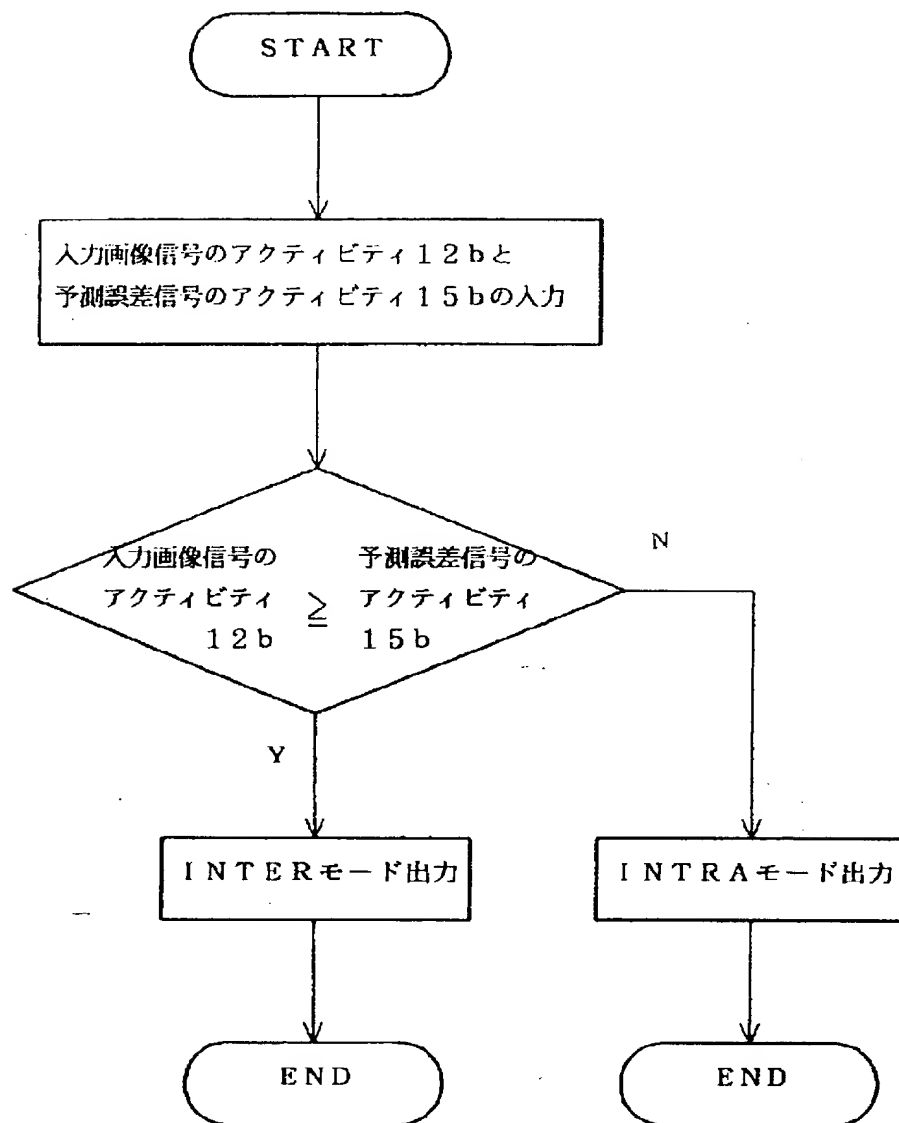 START
入力画像信号のアクティビティ12bと
予測誤差信号のアクティビティ15bの入力
入力画像信号の
アクティビティ
12b
≧
予測誤差信号の
アクティビティ
15b
N
Y
INTERモード出力
INTRAモード出力
END
END